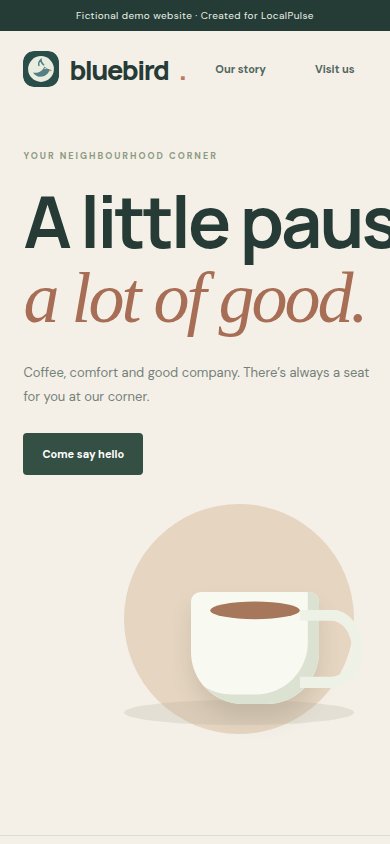 Fictional demo website · Created for LocalPulse
bluebird .
Our story
Visit us
YOUR NEIGHBOURHOOD CORNER
A little paus
a lot of good.
Coffee, comfort and good company. There’s always a seat
for you at our corner.
Come say hello